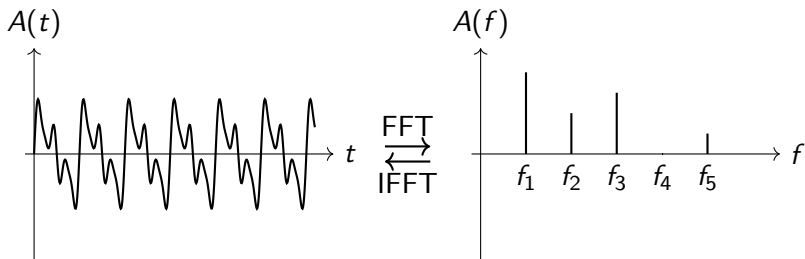 A(t)
t
FFT
IFFT
A(f)
f
f₁ f₂ f₃ f₄ f₅